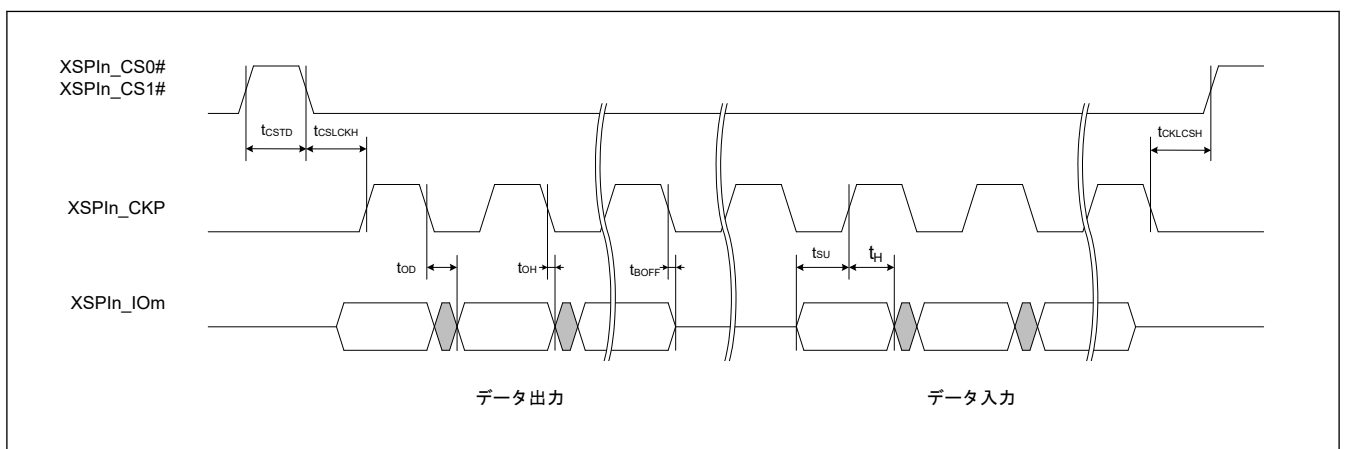 XSPIn_CS0#
XSPIn_CS1#
tCSTD
tCSLCKH
tCKLCSH
XSPIn_CKP
tOD
tOH
tBOFF
tSU
tH
XSPIn_IOm
データ出力
データ入力